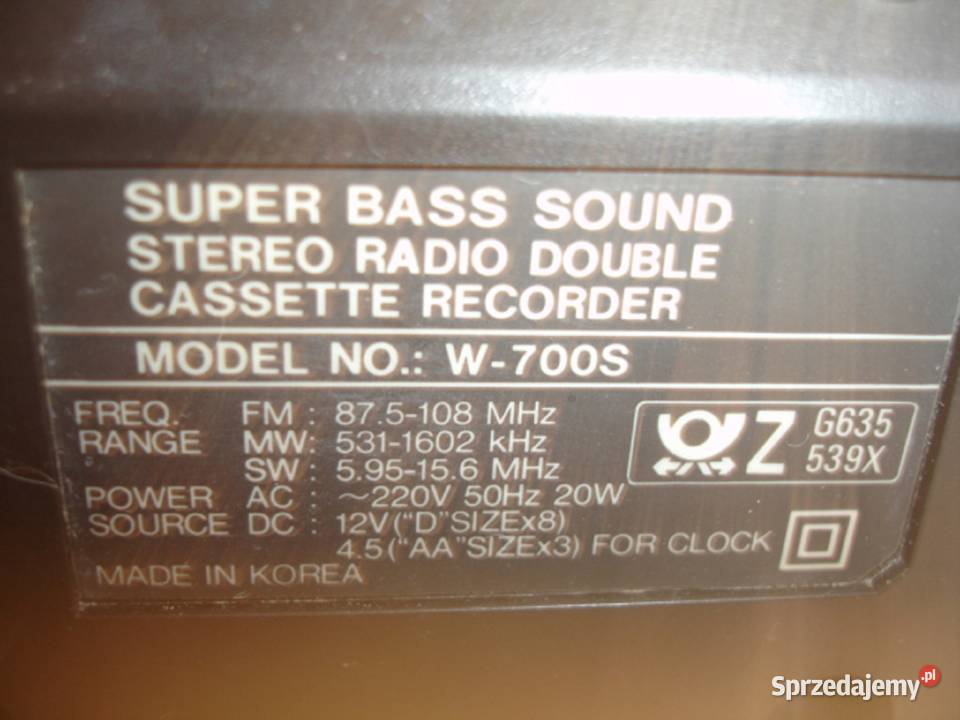 SUPER BASS SOUND
STEREO RADIO DOUBLE
CASSETTE RECORDER
MODEL NO.: W-700S
FREQ. FM : 87.5-108 MHz
RANGE MW: 531-1602 kHz
SW : 5.95-15.6 MHz
Z G635
539X
POWER AC : ~220V 50Hz 20W
SOURCE DC : 12V("D"SIZEx8)
4.5("AA"SIZEx3) FOR CLOCK
MADE IN KOREA
Sprzedajemy.pl